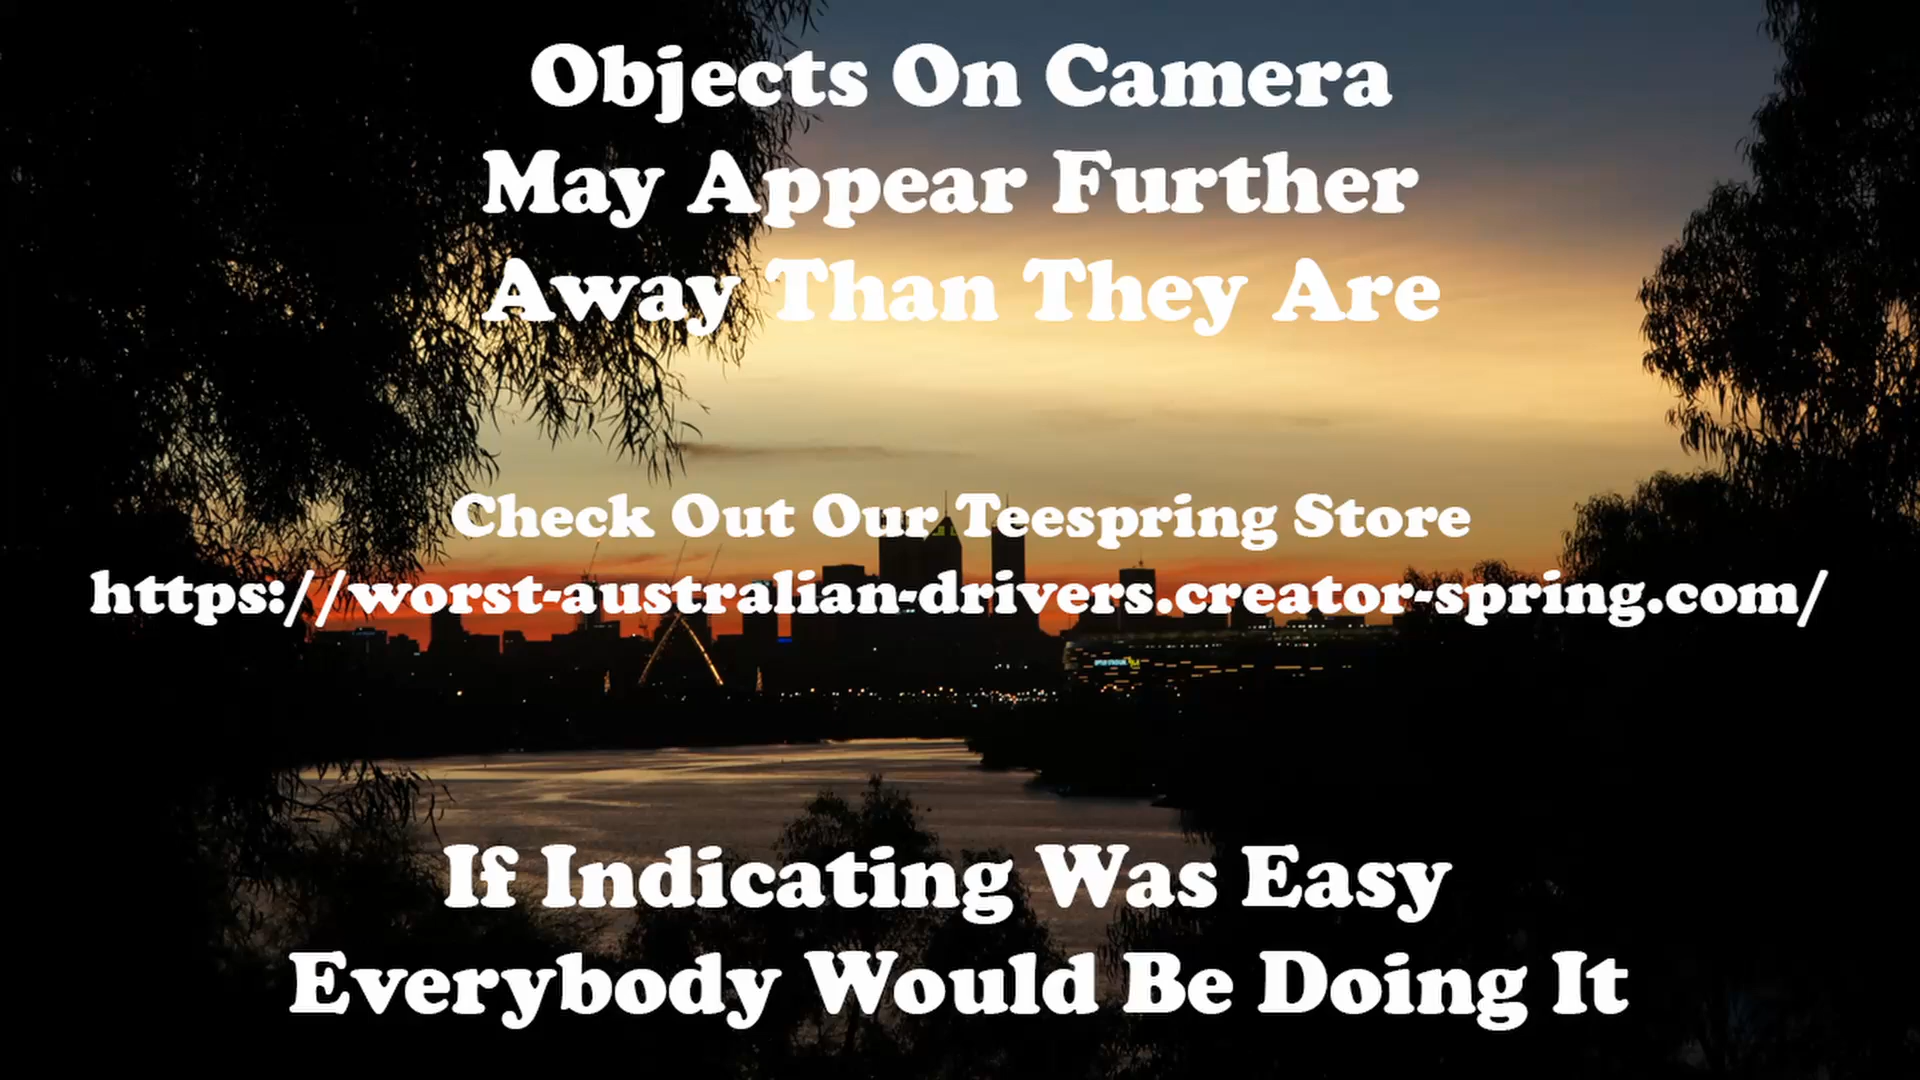 Objects On Camera
May Appear Further
Away Than They Are
Check Out Our Teespring Store
https://worst-australian-drivers.creator-spring.com/
If Indicating Was Easy
Everybody Would Be Doing It